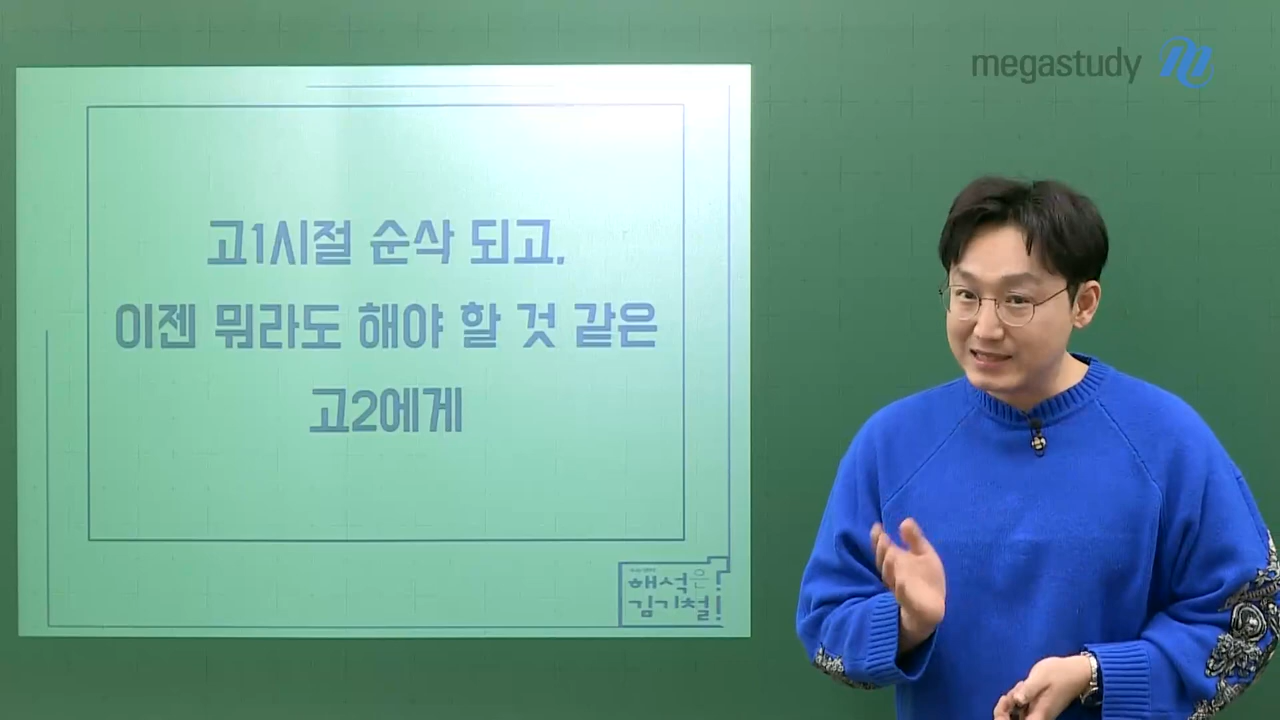 megastudy
고1시절 순삭 되고,
이젠 뭐라도 해야 할 것 같은
고2에게
해석은?
김기철!